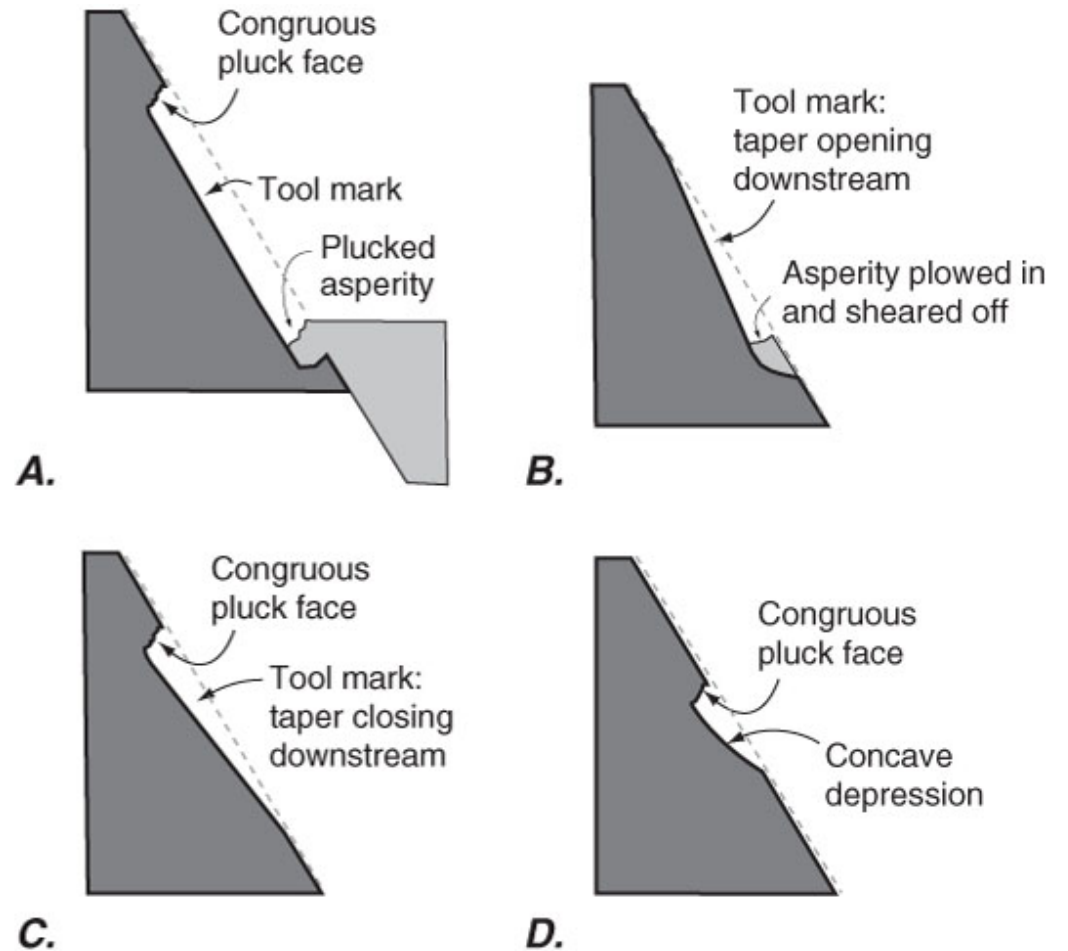 Congruous
pluck face
Tool mark
Plucked
asperity
A.
Tool mark:
taper opening
downstream
Asperity plowed in
and sheared off
B.
Congruous
pluck face
Tool mark:
taper closing
downstream
C.
Congruous
pluck face
Concave
depression
D.